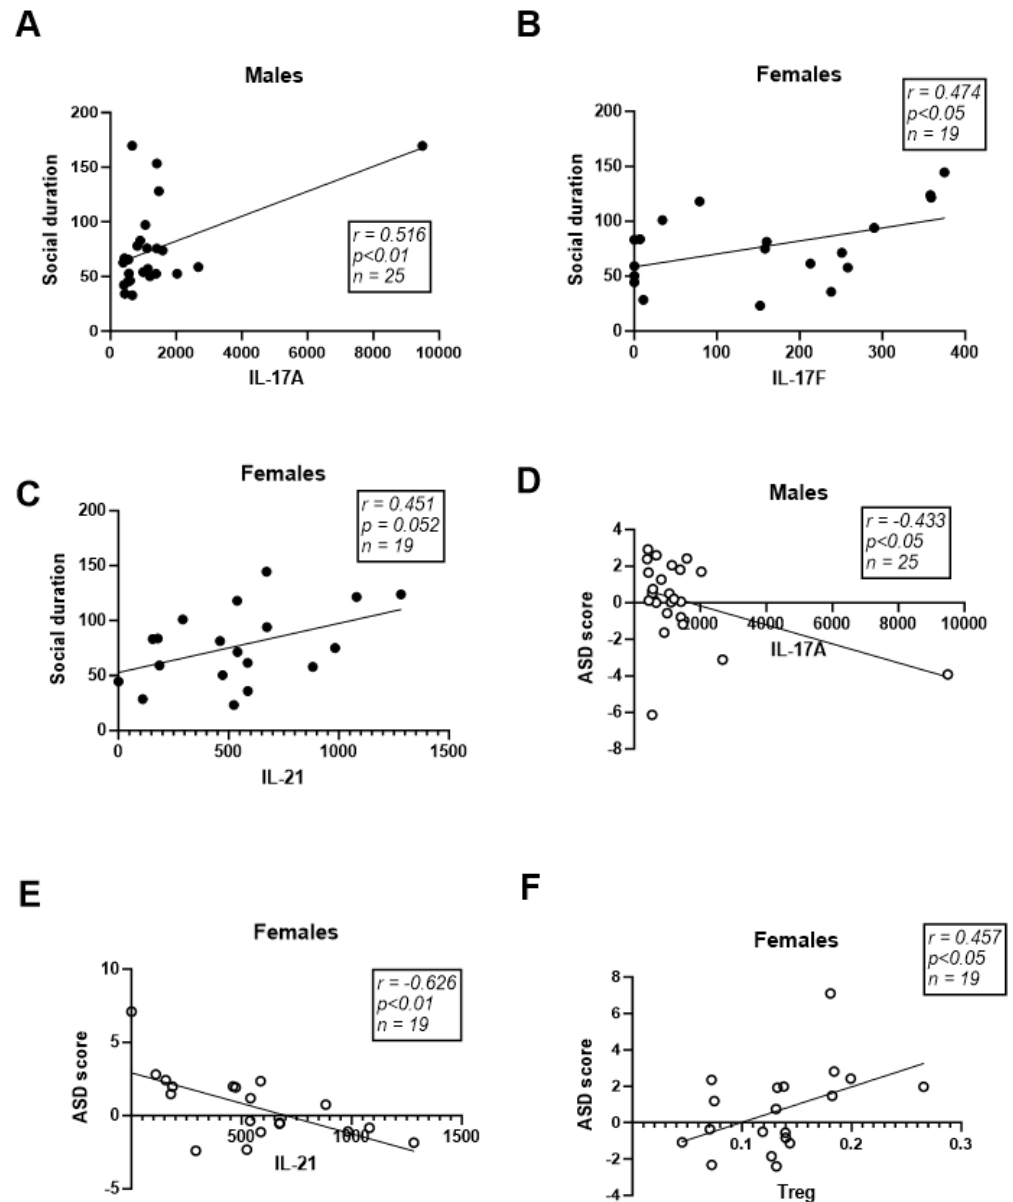 A
Males
200
150
100
50
0
Social duration
r = 0.516
p<0.01
n = 25
0 2000 4000 6000 8000 10000
IL-17A
B
Females
r = 0.474
p<0.05
n = 19
200
150
100
50
0
Social duration
0 100 200 300 400
IL-17F
C
Females
r = 0.451
p = 0.052
n = 19
200
150
100
50
0
Social duration
0 500 1000 1500
IL-21
D
Males
r = -0.433
p<0.05
n = 25
4
2
0
-2
-4
-6
-8
ASD score
2000 4000 6000 8000 10000
IL-17A
E
Females
r = -0.626
p<0.01
n = 19
10
5
0
-5
ASD score
500 1000 1500
IL-21
F
Females
r = 0.457
p<0.05
n = 19
8
6
4
2
0
-2
-4
ASD score
0.1 0.2 0.3
Treg